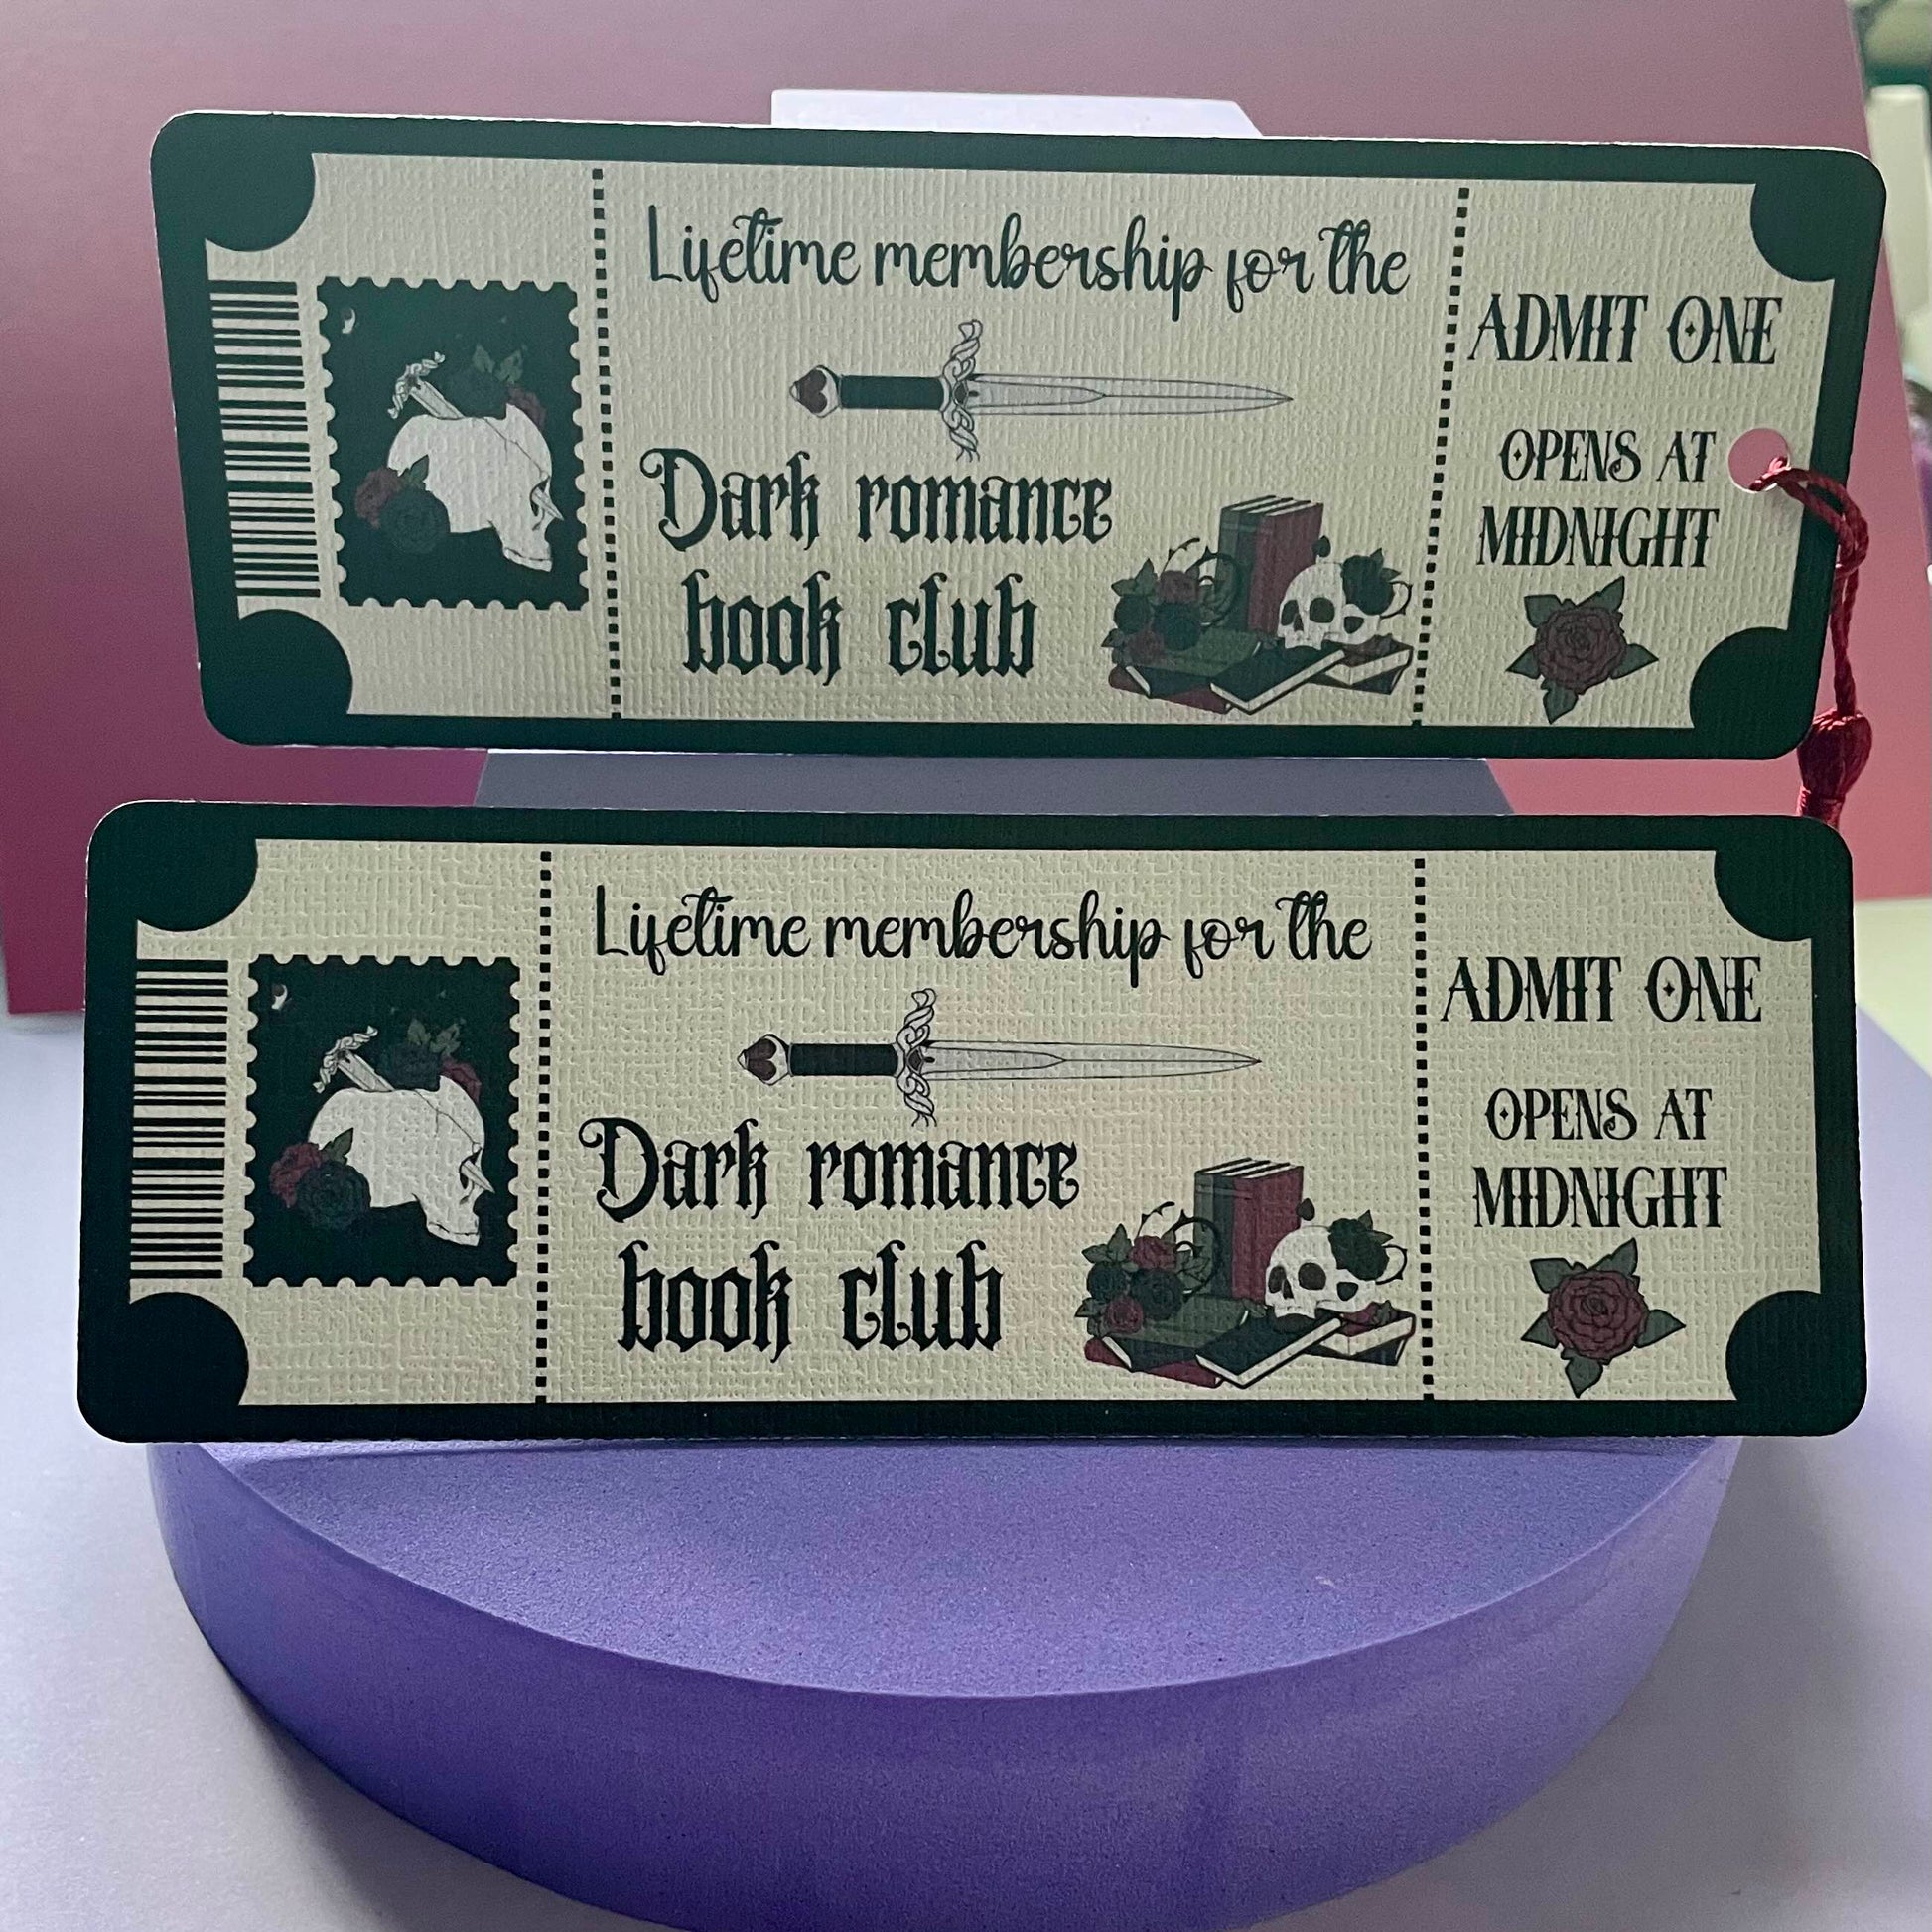 Lifetime membership for the
Dark romance
book club
ADMIT ONE
OPENS AT
MIDNIGHT
Lifetime membership for the
Dark romance
book club
ADMIT ONE
OPENS AT
MIDNIGHT